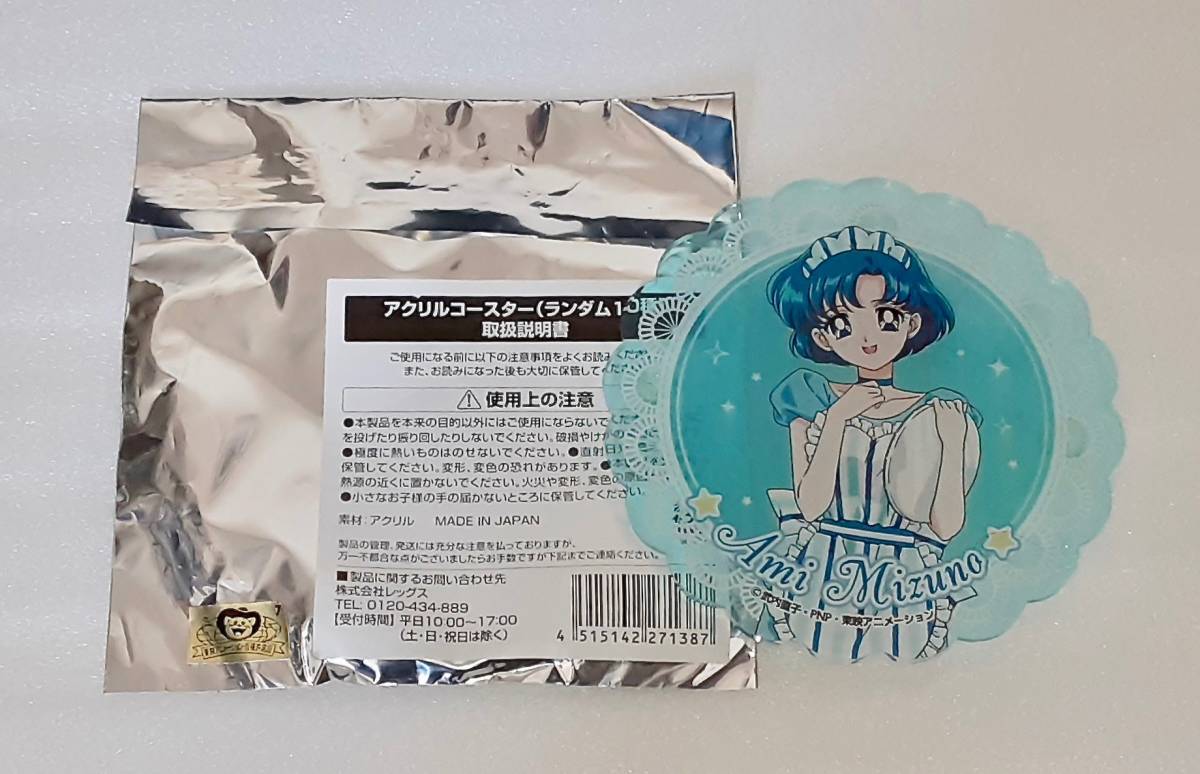 アクリルコースター(ランダム1
取扱説明書
ご使用になる前に以下の注意事項をよくお読み
また、お読みになった後も大切に保管して
使用上の注意
●本製品を本来の目的以外にはご使用にならないで
を投げたり振り回したりしないでください。破損やけが
●極度に熱いものはのせないでください。●直射
保管してください。変形、変色の恐れがあります。
熱源の近くに置かないでください。火災や変形、変色
●小さなお子様の手の届かないところに保管してください。
素材:アクリル MADE IN JAPAN
製品の管理、発送には充分な注意を払っておりますが、
万一不都合な点がございましたらお手数ですが下記までご連絡ください。
■製品に関するお問い合わせ先
株式会社レッグス
TEL: 0120-434-889
【受付時間】平日10:00~17:00
(土・日・祝日は除く)
4 515142 271387
Ami Mizuno
©武内直子・PNP・東映アニメーション